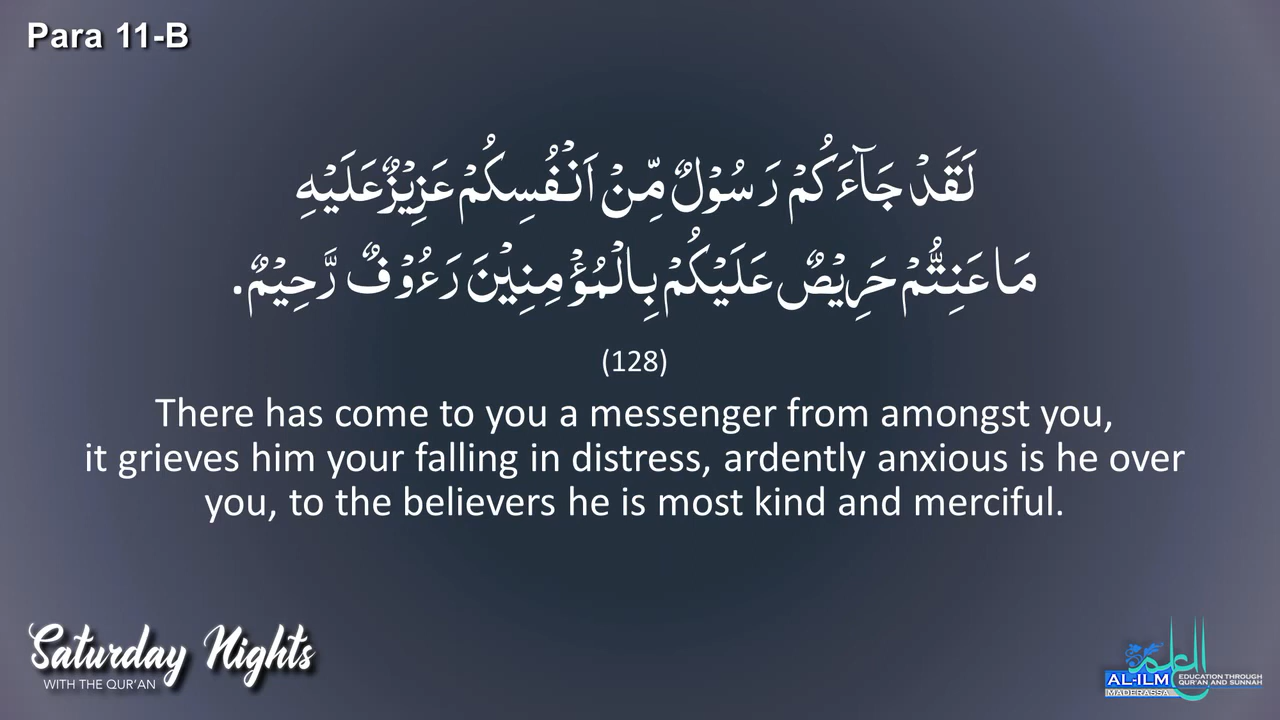 Para 11-B
لَقَدْ جَآءَكُمْ رَسُوْلٌ مِّنْ اَنْفُسِكُمْ عَزِيْزٌ عَلَيْهِ
مَا عَنِتُّمْ حَرِيْصٌ عَلَيْكُمْ بِالْمُؤْمِنِيْنَ رَءُوْفٌ رَّحِيْمٌ.
(128)
There has come to you a messenger from amongst you,
it grieves him your falling in distress, ardently anxious is he over
you, to the believers he is most kind and merciful.
Saturday Nights
WITH THE QUR'AN
العلم
AL-ILM
MADERASSA
EDUCATION THROUGH
QUR'AN AND SUNNAH